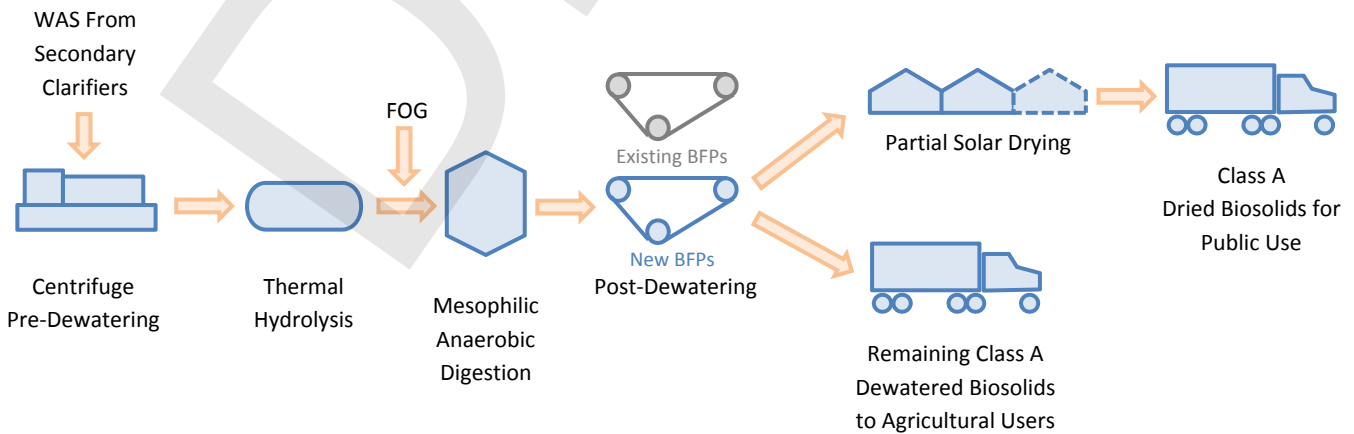 WAS From
Secondary
Clarifiers
FOG
Existing BFPs
New BFPs
Post-Dewatering
Centrifuge
Pre-Dewatering
Thermal
Hydrolysis
Mesophilic
Anaerobic
Digestion
Partial Solar Drying
Class A
Dried Biosolids for
Public Use
Remaining Class A
Dewatered Biosolids
to Agricultural Users